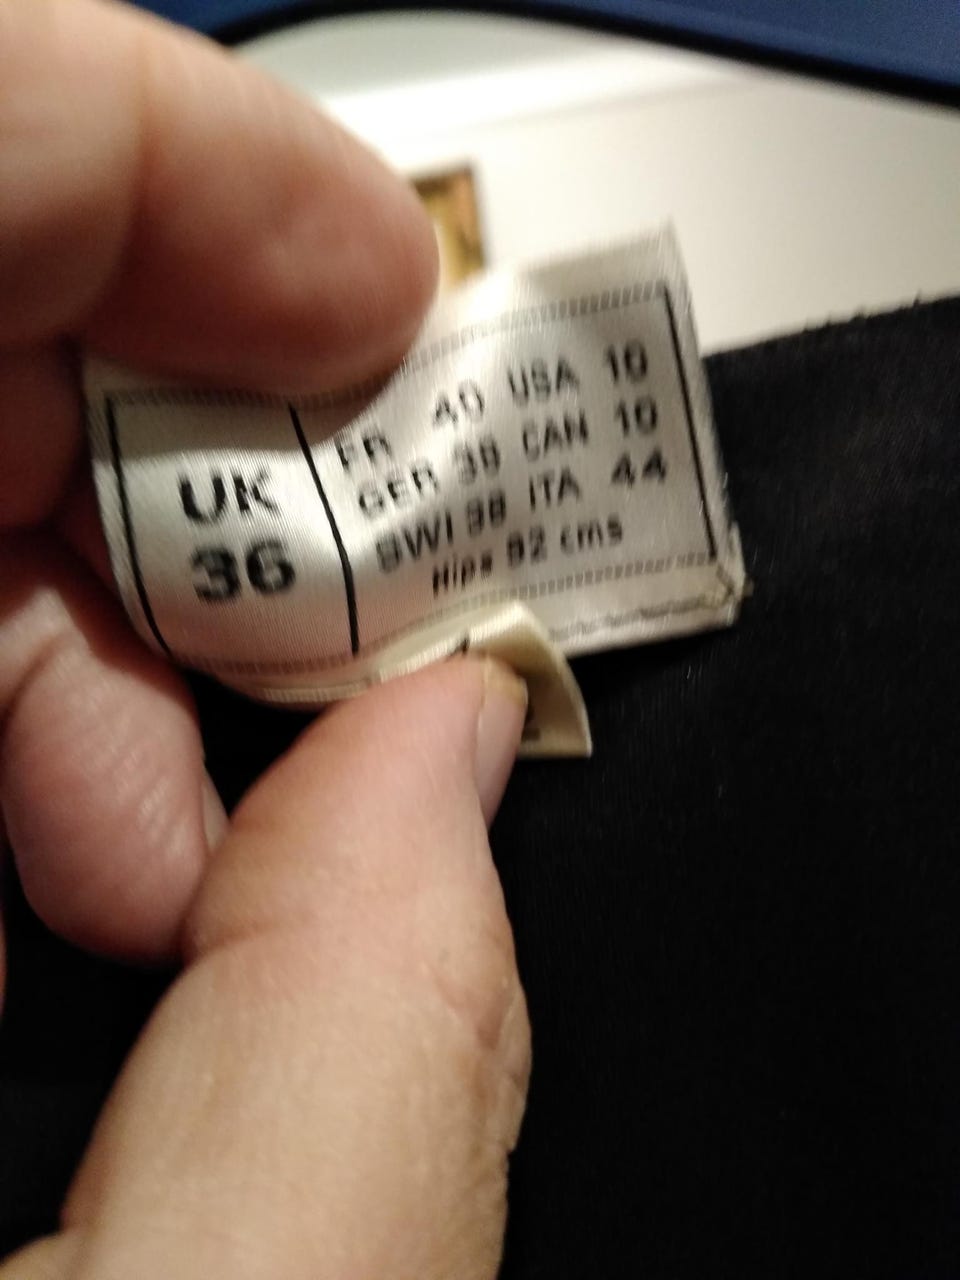 UK
36
FR 40 USA 10
GER 38 CAN 10
SWI 38 ITA 44
Hips 92 cms